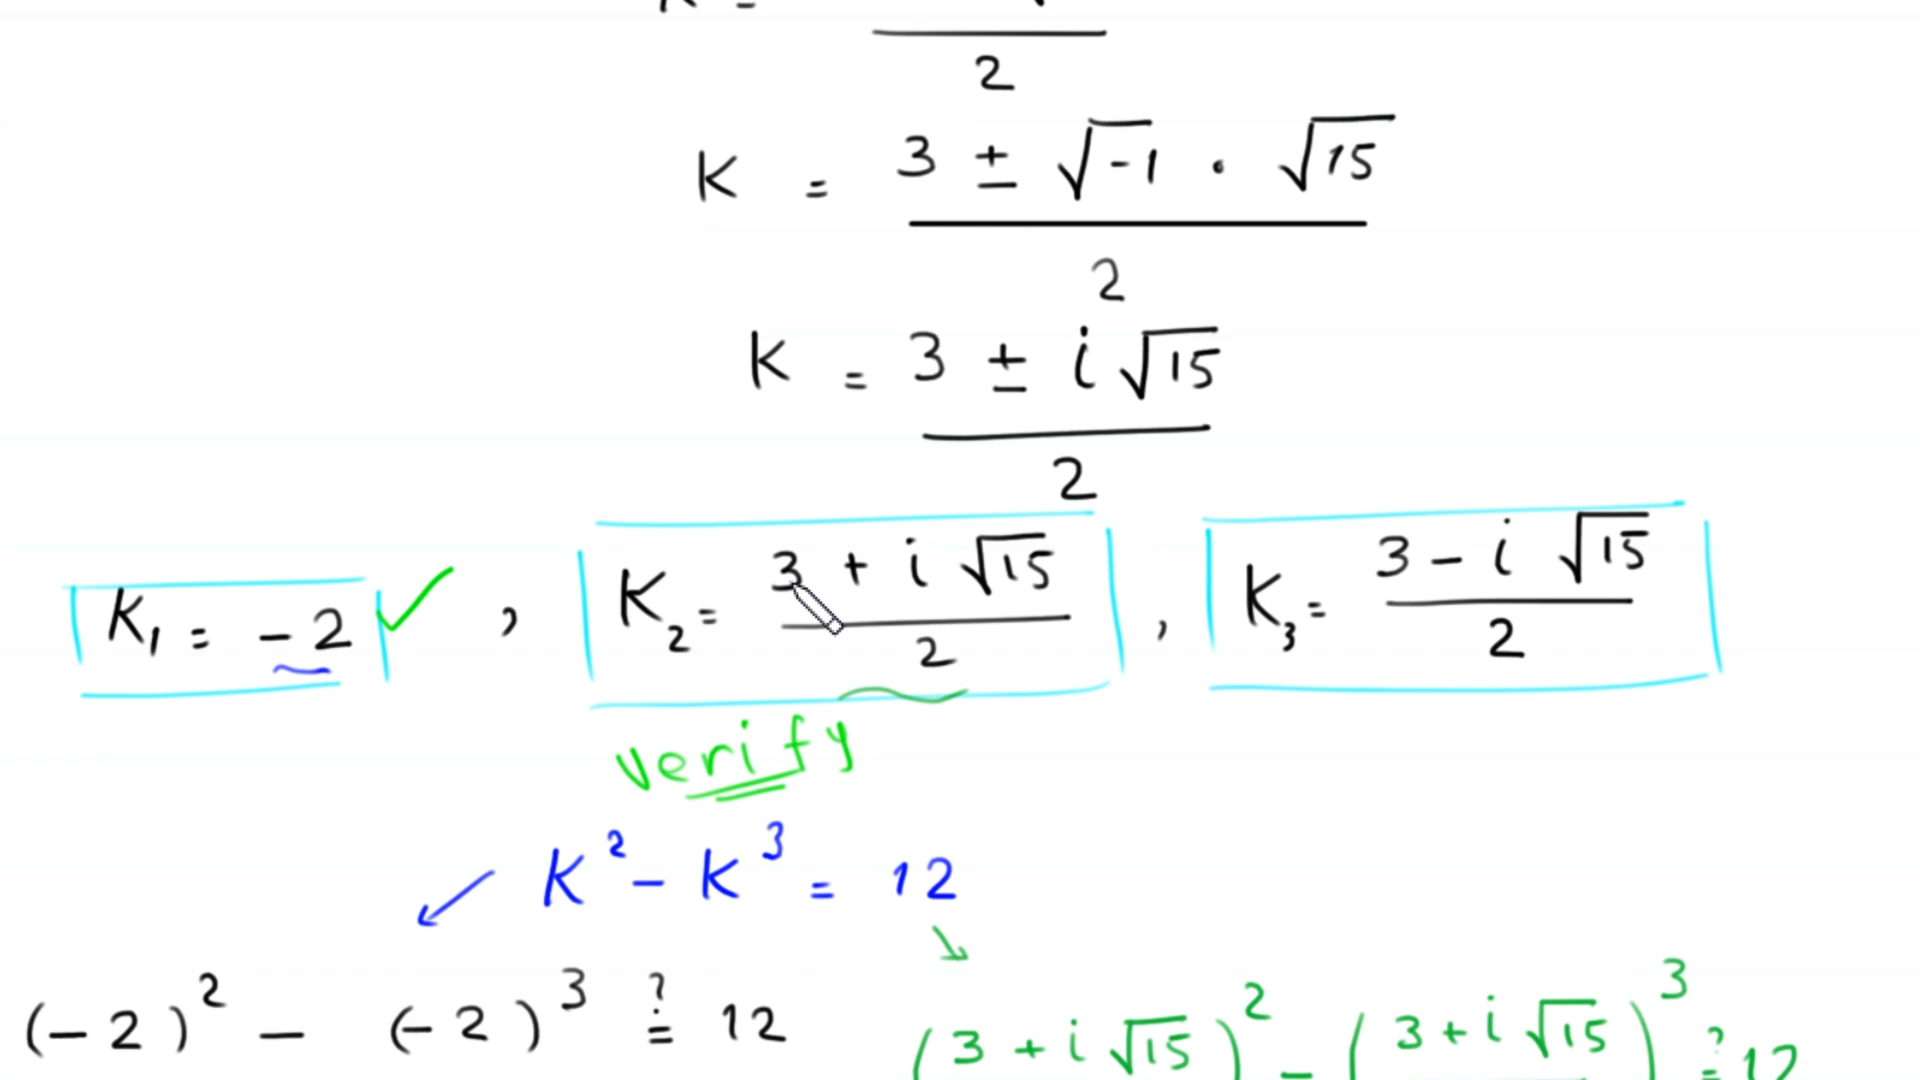 2
K = 3 ± √-1 · √15
2
K = 3 ± i √15
2
K₁ = -2 ✓ , K₂ = 3 + i √15 / 2 , K₃ = 3 - i √15 / 2
verify
K² - K³ = 12
(-2)² - (-2)³ ?= 12
(3 + i √15)² - (3 + i √15)³ ?= 12